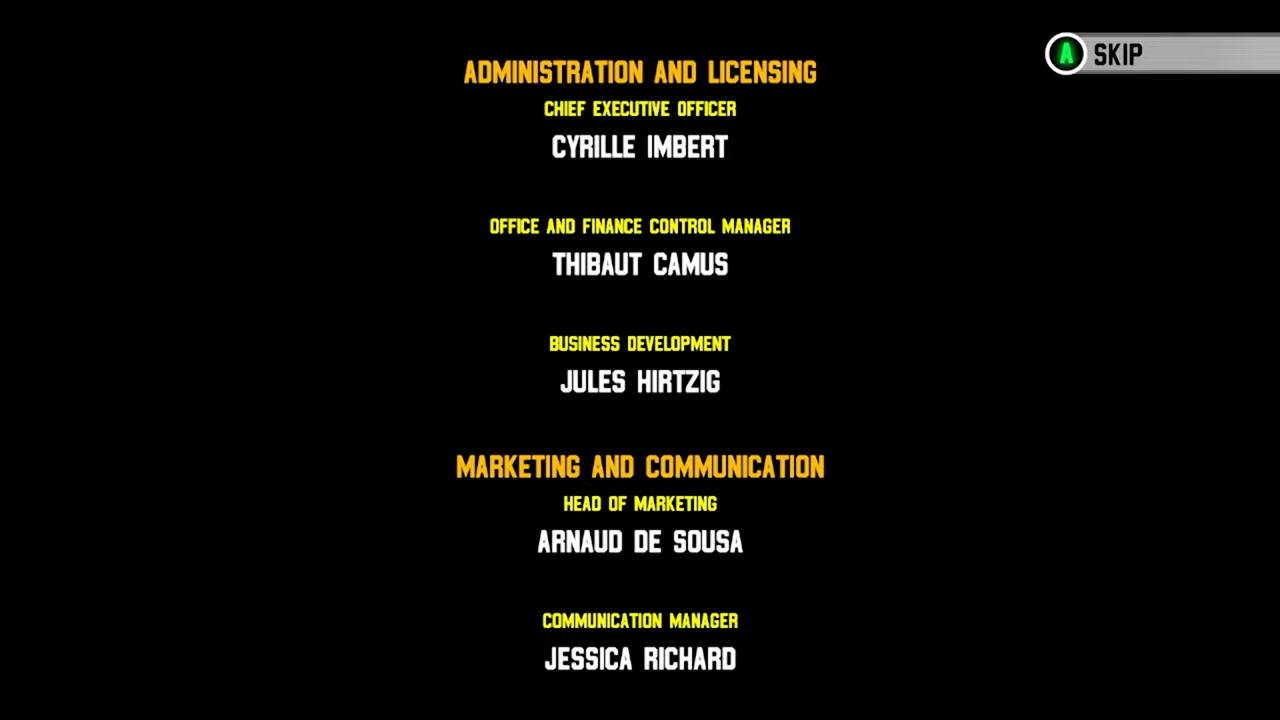 A SKIP
ADMINISTRATION AND LICENSING
CHIEF EXECUTIVE OFFICER
CYRILLE IMBERT
OFFICE AND FINANCE CONTROL MANAGER
THIBAUT CAMUS
BUSINESS DEVELOPMENT
JULES HIRTZIG
MARKETING AND COMMUNICATION
HEAD OF MARKETING
ARNAUD DE SOUSA
COMMUNICATION MANAGER
JESSICA RICHARD